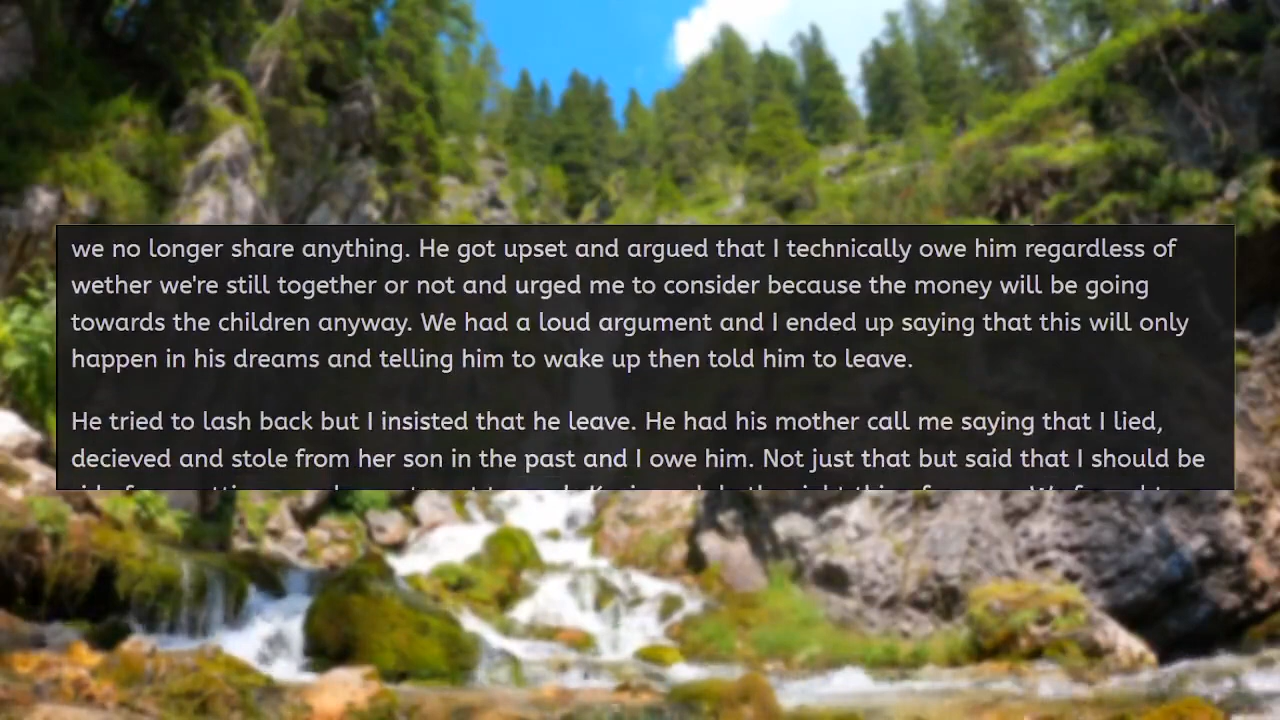 we no longer share anything. He got upset and argued that I technically owe him regardless of
wether we're still together or not and urged me to consider because the money will be going
towards the children anyway. We had a loud argument and I ended up saying that this will only
happen in his dreams and telling him to wake up then told him to leave.
He tried to lash back but I insisted that he leave. He had his mother call me saying that I lied,
decieved and stole from her son in the past and I owe him. Not just that but said that I should be